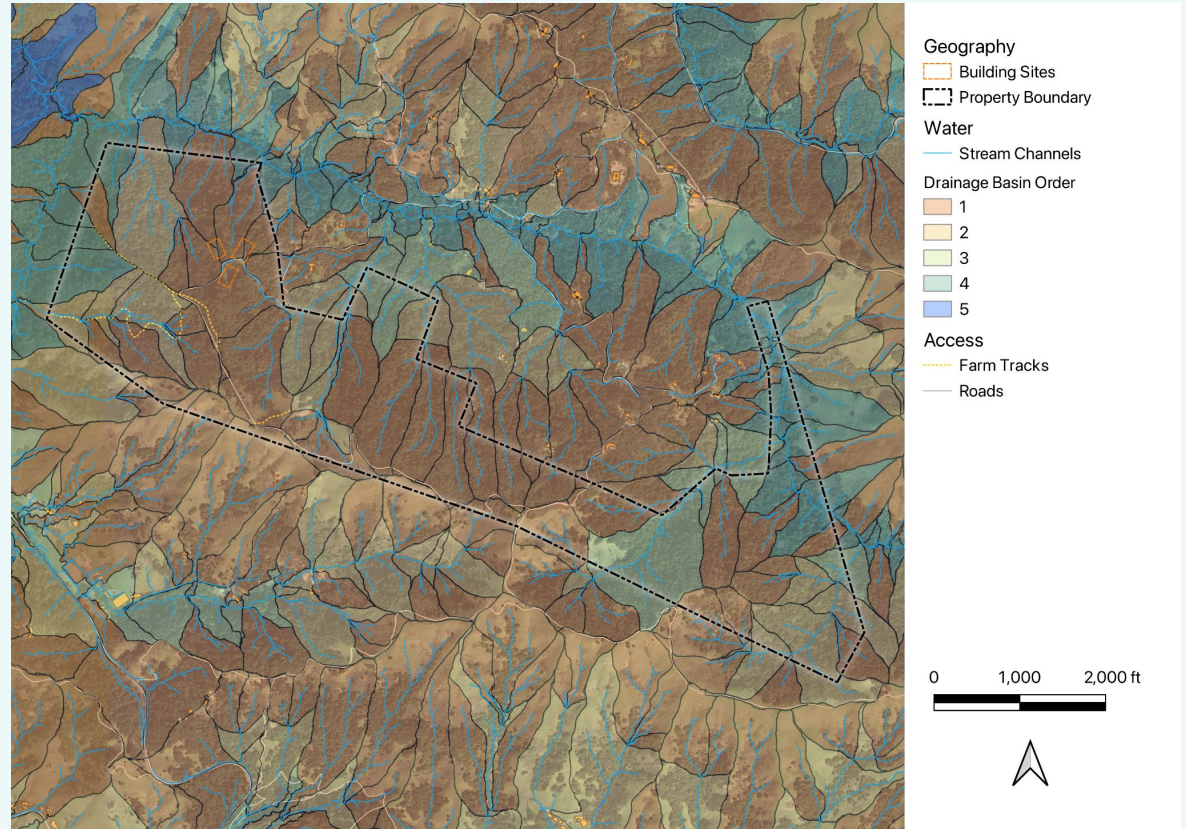 Geography
Building Sites
Property Boundary
Water
Stream Channels
Drainage Basin Order
1
2
3
4
5
Access
Farm Tracks
Roads
0 1,000 2,000 ft